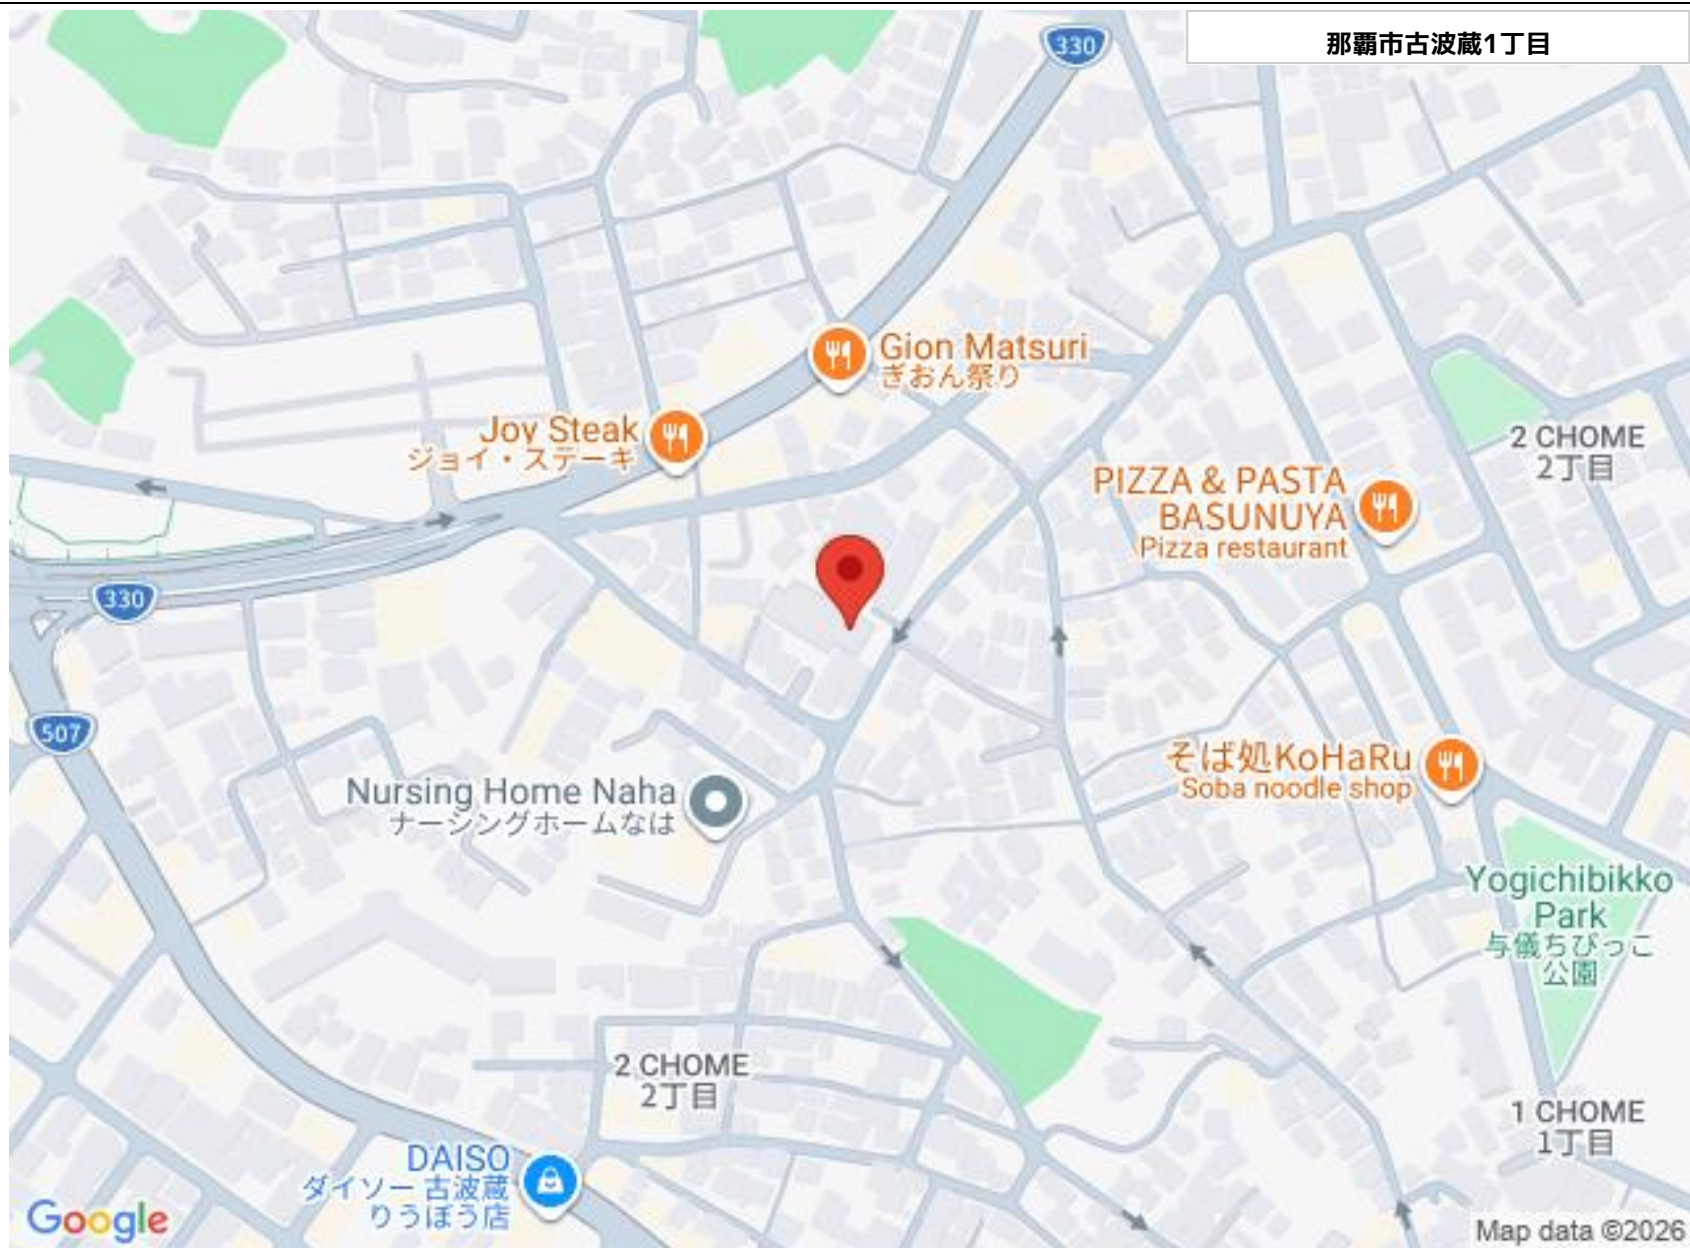 那覇市古波蔵1丁目
330
Gion Matsuri
ぎおん祭り
Joy Steak
ジョイ・ステーキ
2 CHOME
2丁目
PIZZA & PASTA
BASUNUYA
Pizza restaurant
330
507
そば処KoHaRu
Soba noodle shop
Nursing Home Naha
ナーシングホームなは
Yogichibikko
Park
与儀ちびっこ
公園
2 CHOME
2丁目
1 CHOME
1丁目
DAISO
ダイソー 古波蔵
りうぼう店
Google
Map data ©2026